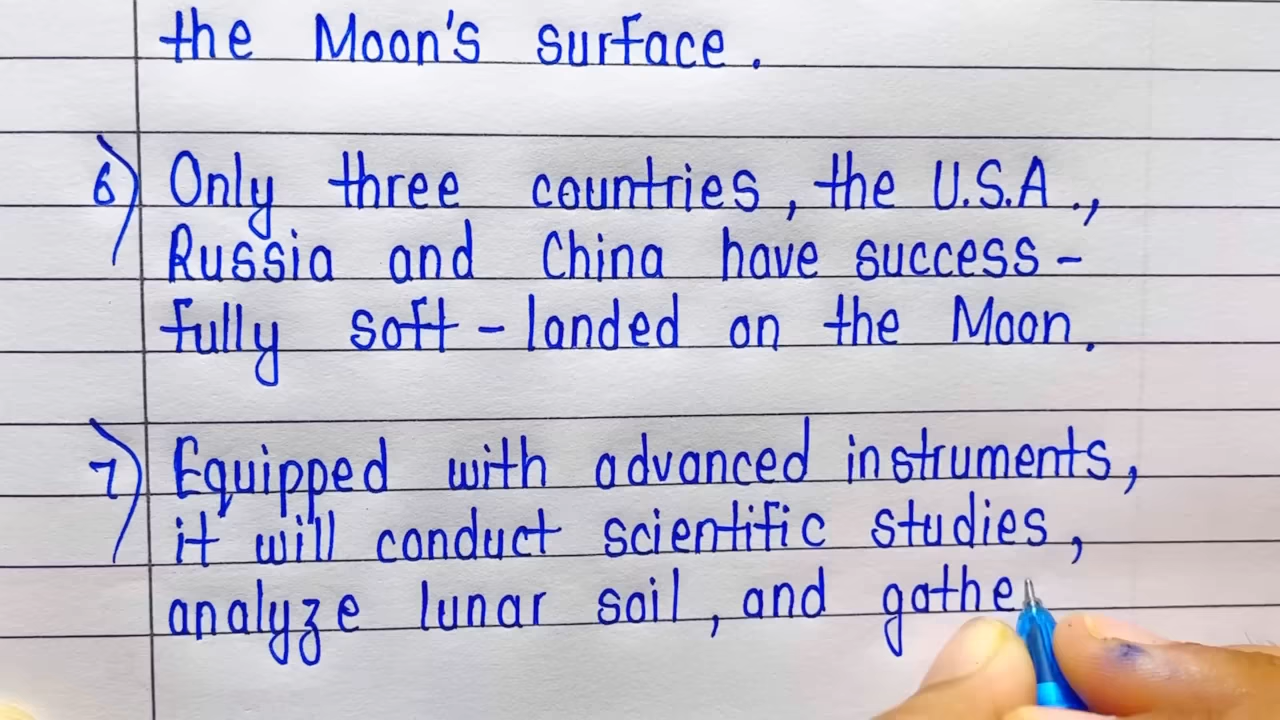 the Moon's surface.
6) Only three countries, the U.S.A.,
Russia and China have success-
fully soft-landed on the Moon.
7) Equipped with advanced instruments,
it will conduct scientific studies,
analyze lunar soil, and gathe